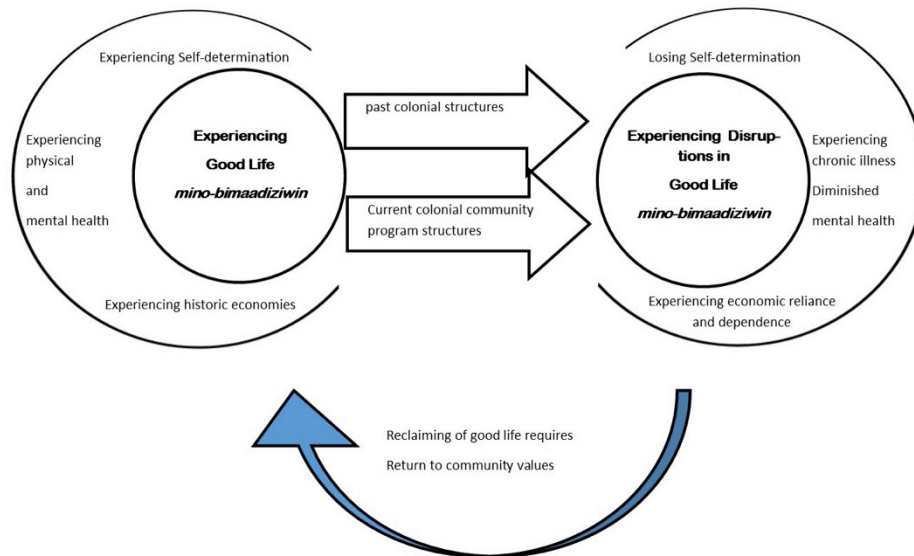 Experiencing Self-determination
Experiencing
physical
and
mental health
Experiencing
Good Life
mino-bimaadiziwin
Experiencing historic economies
past colonial structures
Current colonial community
program structures
Losing Self-determination
Experiencing Disrup-
tions in
Good Life
mino-bimaadiziwin
Experiencing
chronic illness
Diminished
mental health
Experiencing economic reliance
and dependence
Reclaiming of good life requires
Return to community values